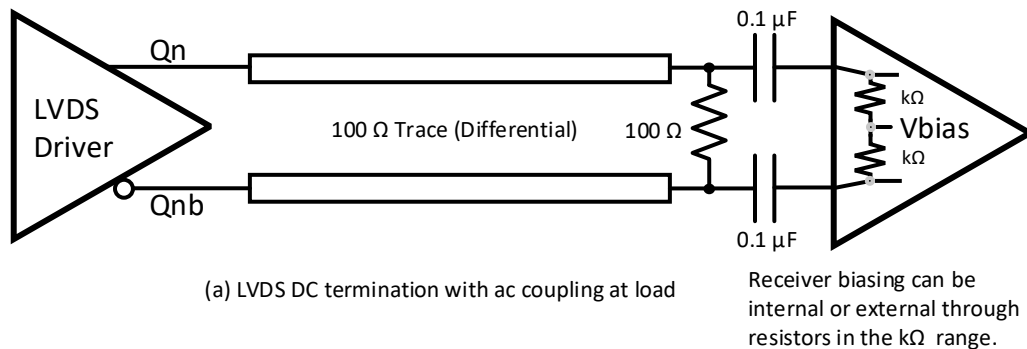 0.1 µF
Qn
LVDS
Driver
100 Ω Trace (Differential)
100 Ω
kΩ
Vbias
kΩ
Qnb
0.1 µF
(a) LVDS DC termination with ac coupling at load
Receiver biasing can be
internal or external through
resistors in the kΩ range.